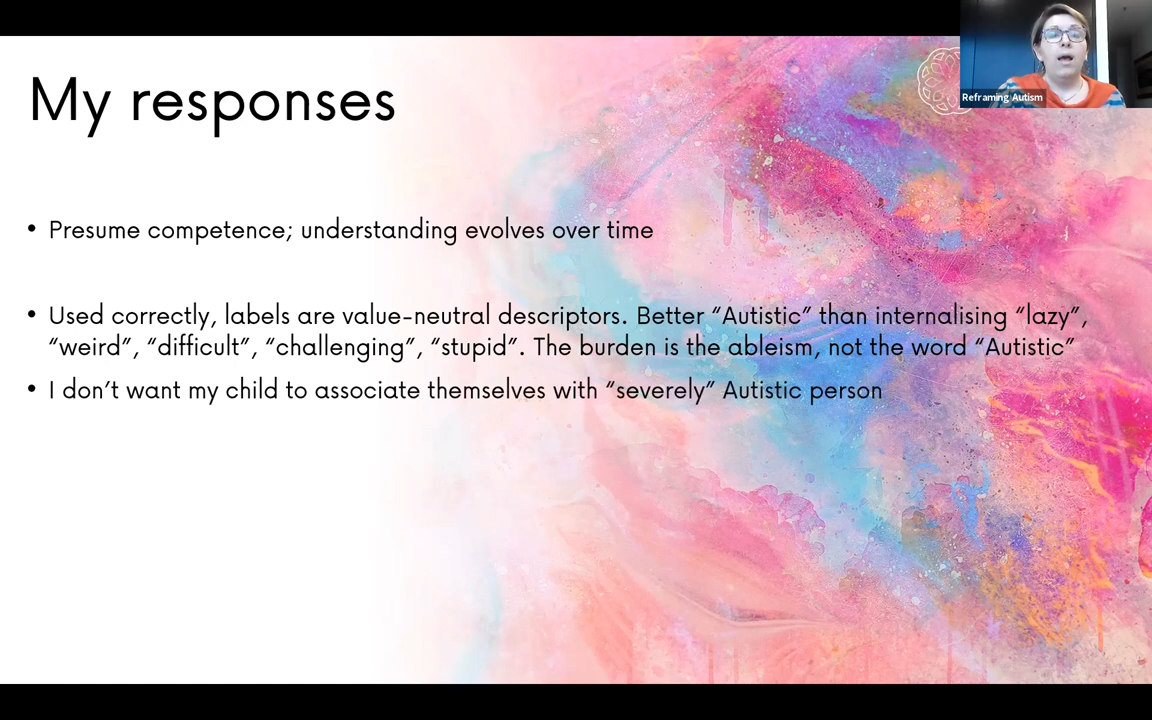 Reframing Autism
My responses
• Presume competence; understanding evolves over time
• Used correctly, labels are value-neutral descriptors. Better “Autistic” than internalising “lazy”,
“weird”, “difficult”, “challenging”, “stupid”. The burden is the ableism, not the word “Autistic”
• I don’t want my child to associate themselves with “severely” Autistic person